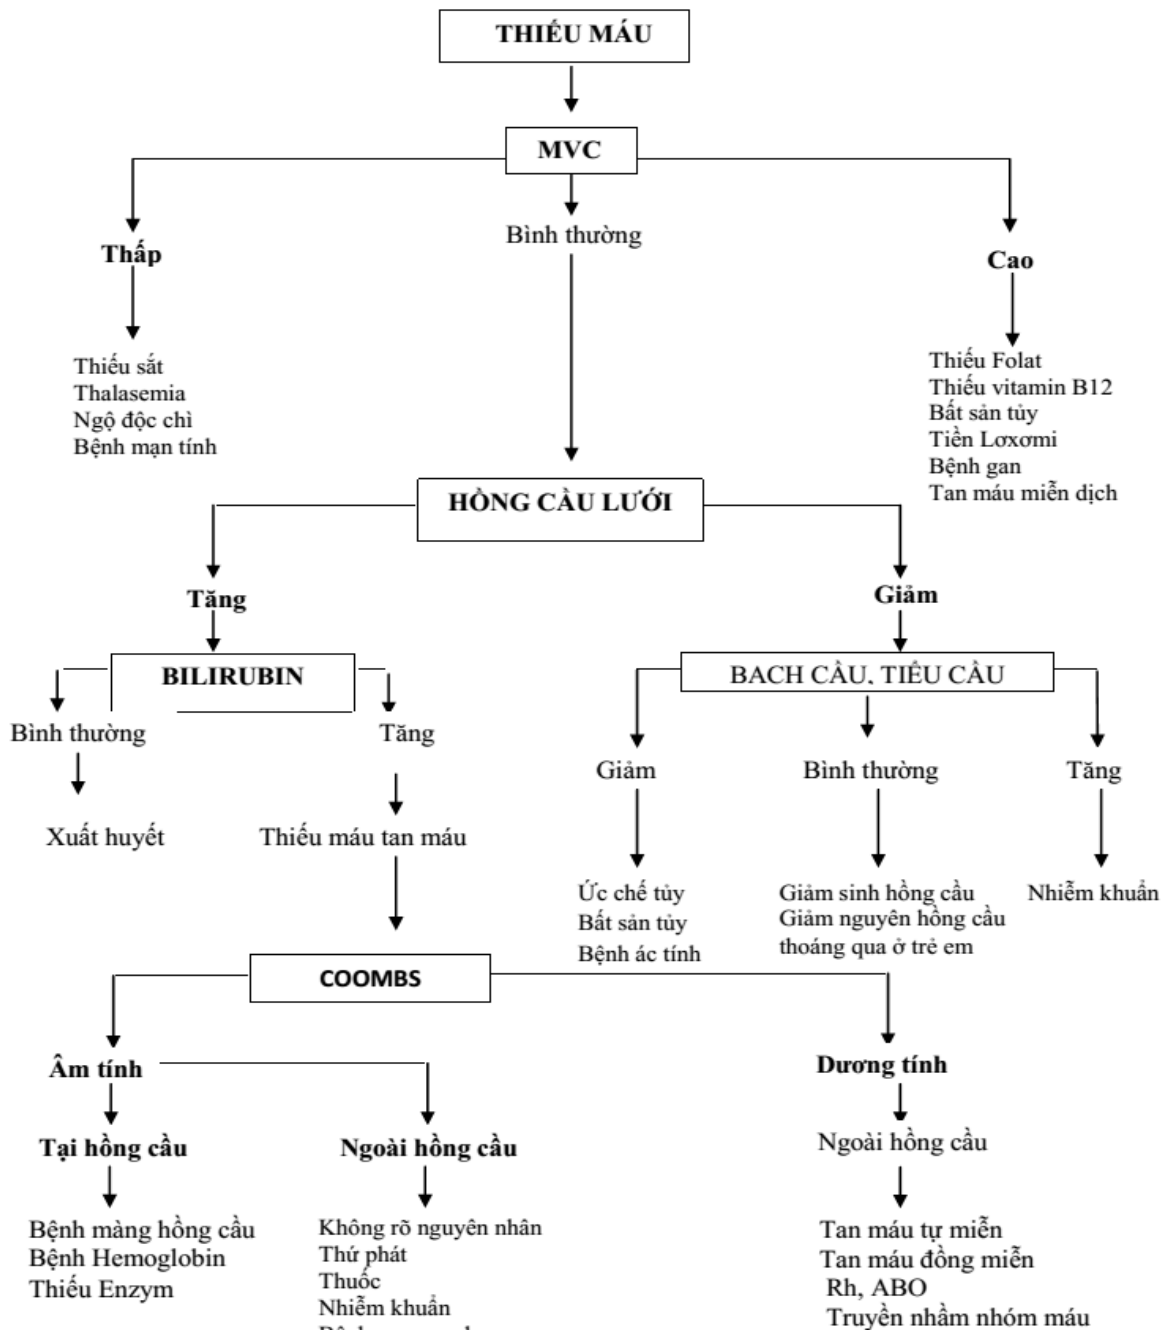 THIẾU MÁU
MVC
Thấp
Bình thường
Cao
Thiếu sắt
Thalasemia
Ngộ độc chì
Bệnh mạn tính
Thiếu Folat
Thiếu vitamin B12
Bất sản tủy
Tiền Lơxơmi
Bệnh gan
Tan máu miễn dịch
HỒNG CẦU LƯỚI
Tăng
Giảm
BILIRUBIN
BACH CẦU, TIỂU CẦU
Bình thường
Tăng
Giảm
Bình thường
Tăng
Xuất huyết
Thiếu máu tan máu
Ức chế tủy
Bất sản tủy
Bệnh ác tính
Giảm sinh hồng cầu
Giảm nguyên hồng cầu
thoáng qua ở trẻ em
Nhiễm khuẩn
COOMBS
Âm tính
Dương tính
Tại hồng cầu
Ngoài hồng cầu
Ngoài hồng cầu
Bệnh màng hồng cầu
Bệnh Hemoglobin
Thiếu Enzym
Không rõ nguyên nhân
Thứ phát
Thuốc
Nhiễm khuẩn
Tan máu tự miễn
Tan máu đồng miễn
Rh, ABO
Truyền nhầm nhóm máu